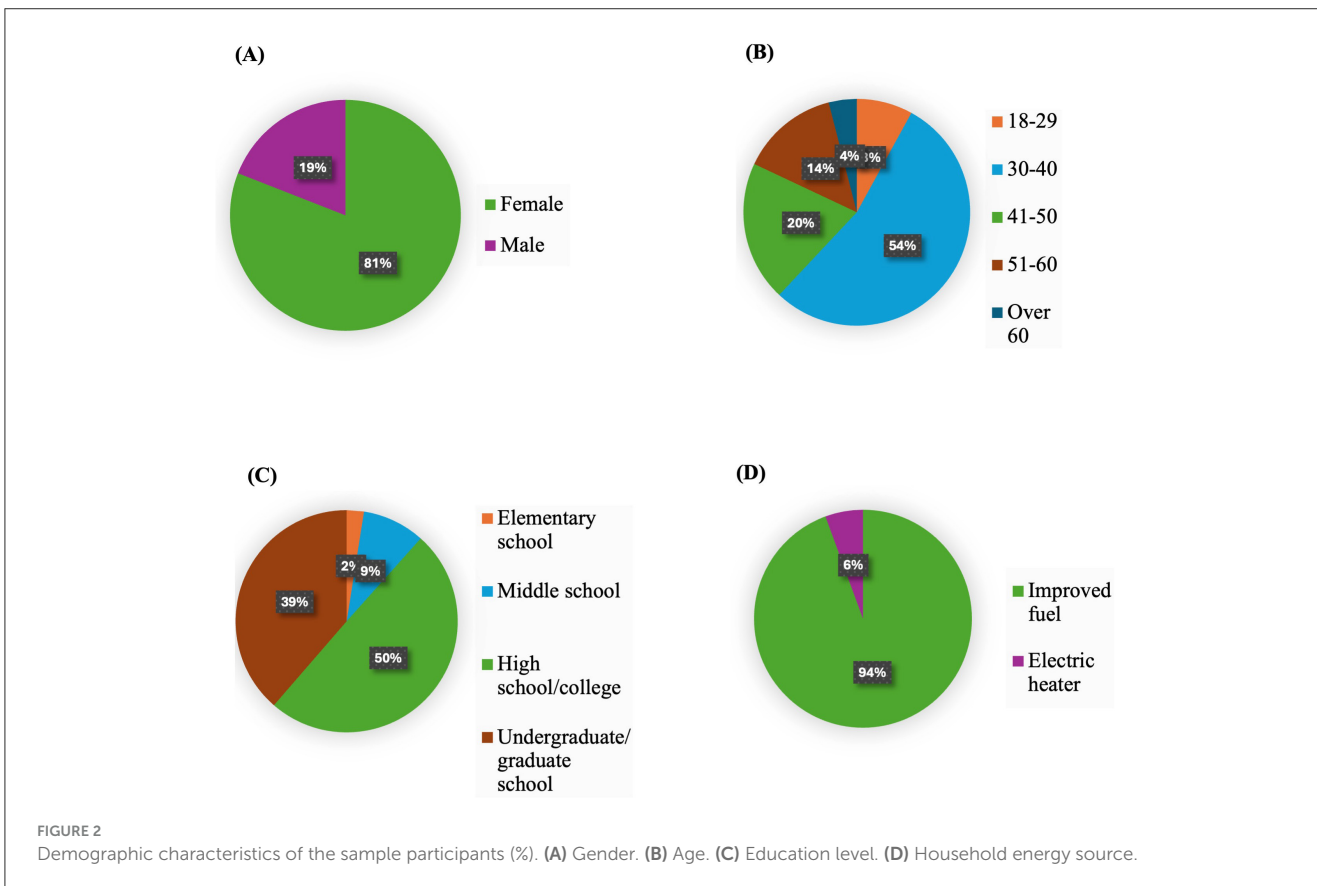 (A)
19%
81%
Female
Male
(B)
4%
14%
20%
54%
18-29
30-40
41-50
51-60
Over
60
(C)
2%
9%
39%
50%
Elementary
school
Middle school
High
school/college
Undergraduate/
graduate
school
(D)
6%
94%
Improved
fuel
Electric
heater
FIGURE 2
Demographic characteristics of the sample participants (%). (A) Gender. (B) Age. (C) Education level. (D) Household energy source.